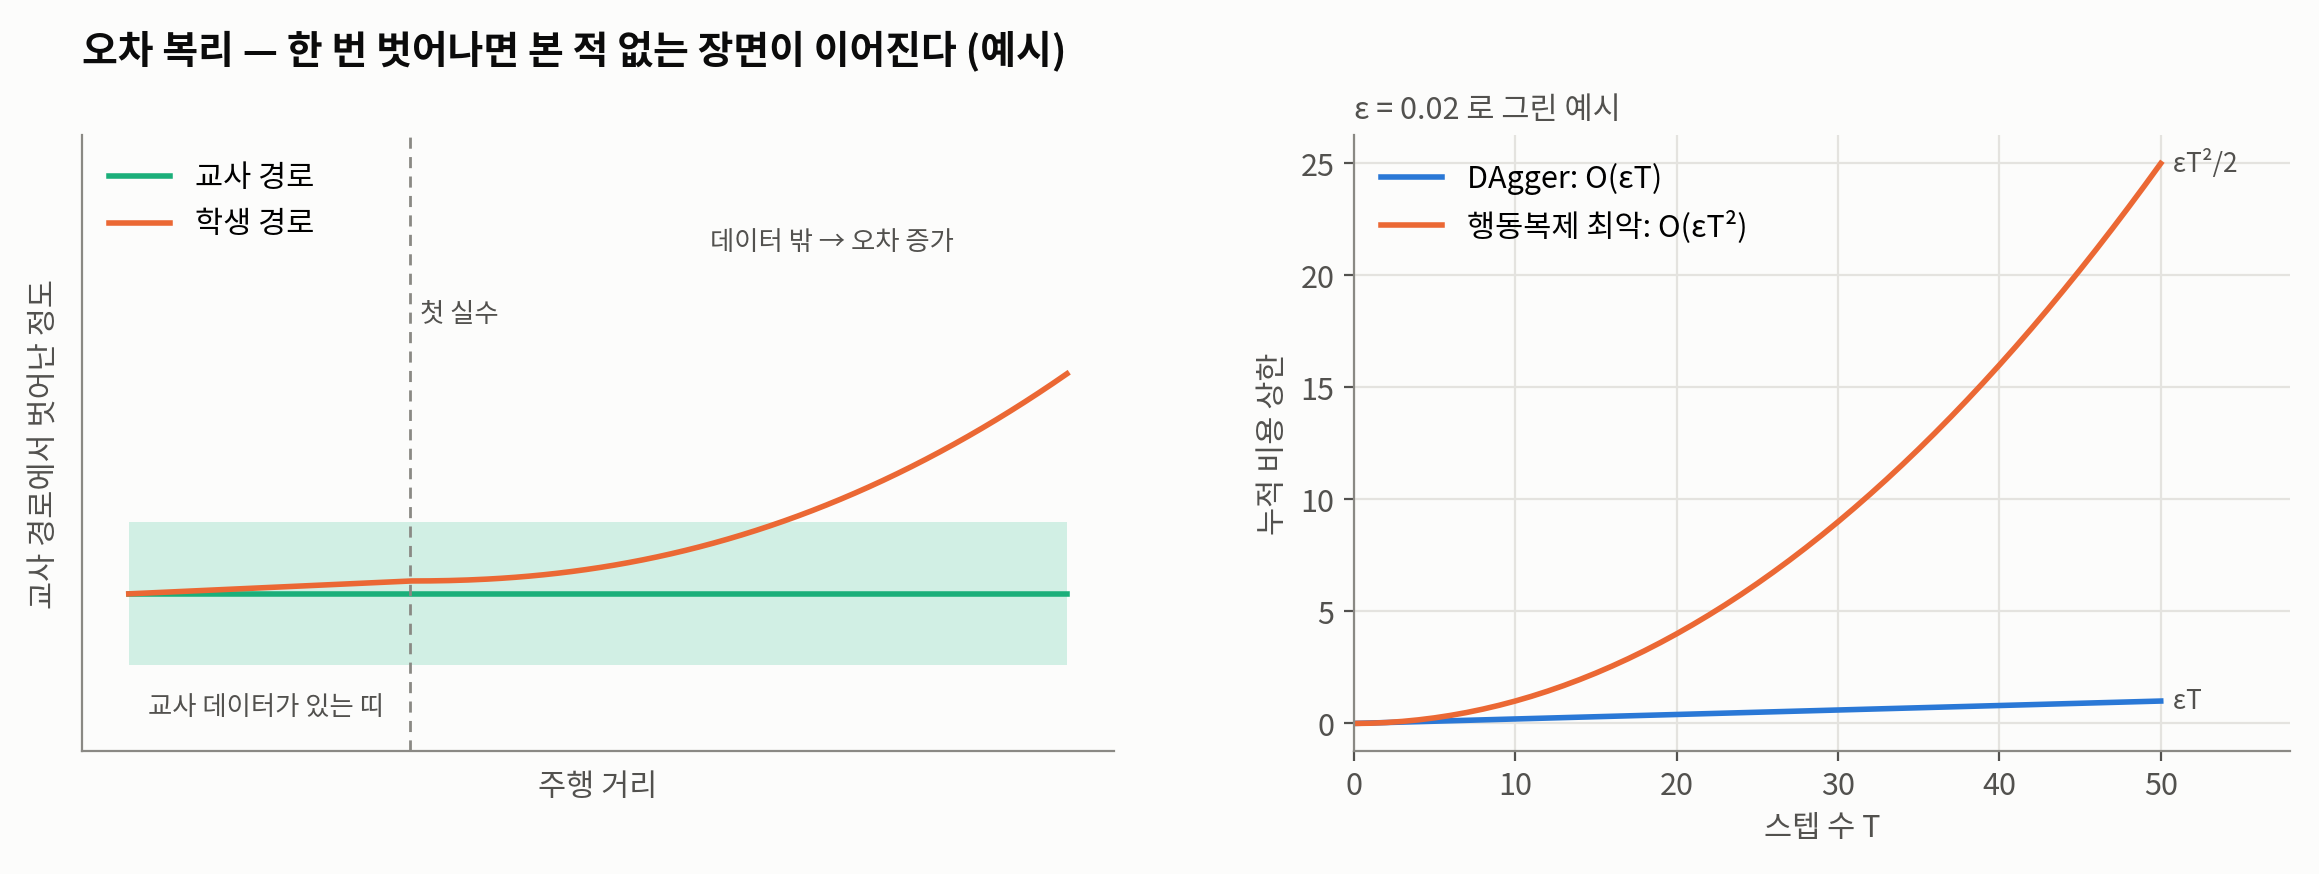 오차 복리 — 한 번 벗어나면 본 적 없는 장면이 이어진다 (예시)
교사 경로
학생 경로
데이터 밖 → 오차 증가
첫 실수
교사 데이터가 있는 띠
교사 경로에서 벗어난 정도
주행 거리
ε = 0.02 로 그린 예시
DAgger: O(εT)
행동복제 최악: O(εT²)
εT²/2
εT
누적 비용 상한
25
20
15
10
5
0
0 10 20 30 40 50
스텝 수 T